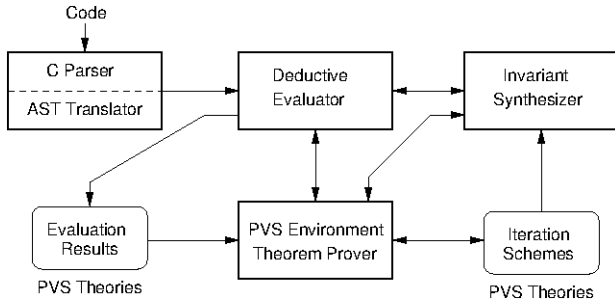 Code
C Parser
AST Translator
Deductive
Evaluator
Invariant
Synthesizer
Evaluation
Results
PVS Theories
PVS Environment
Theorem Prover
Iteration
Schemes
PVS Theories